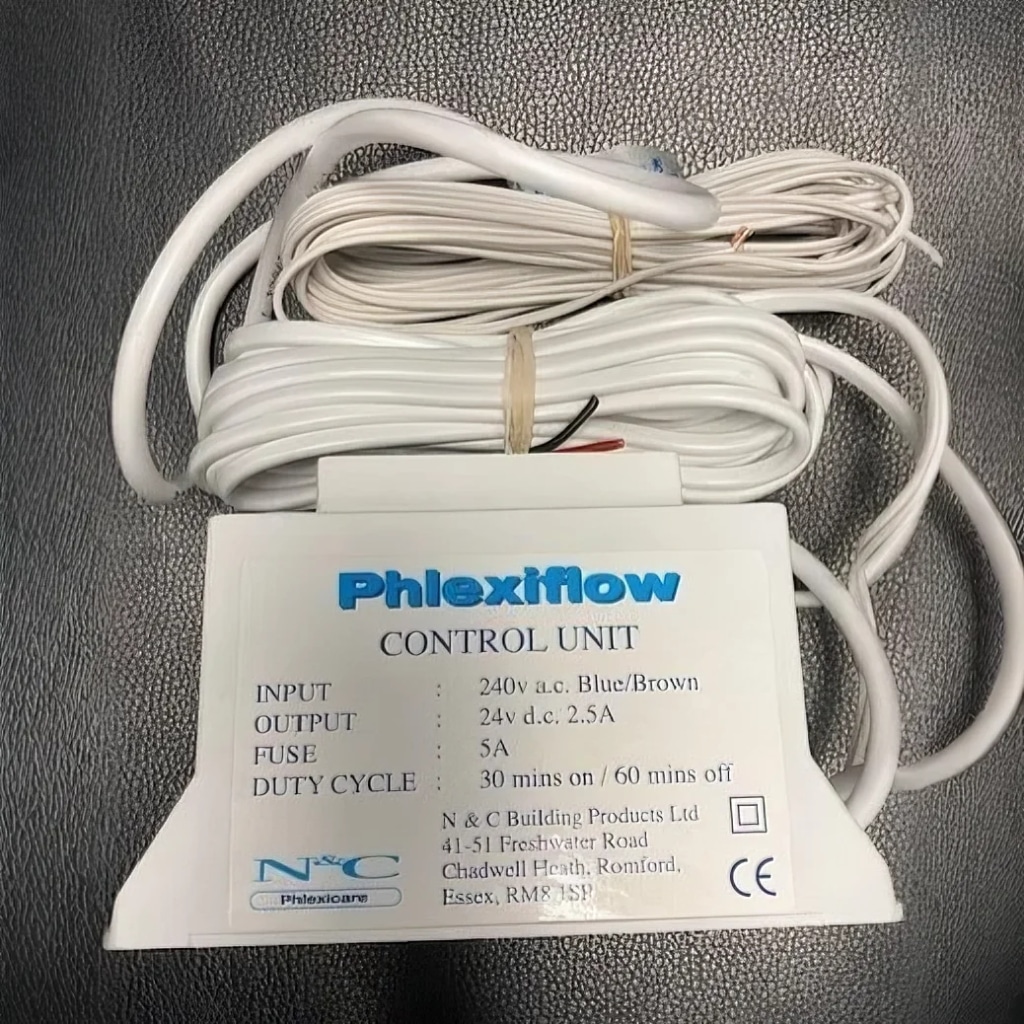 Phlexiflow
CONTROL UNIT
INPUT : 240v a.c. Blue/Brown
OUTPUT : 24v d.c. 2.5A
FUSE : 5A
DUTY CYCLE : 30 mins on / 60 mins off
N & C Building Products Ltd
41-51 Freshwater Road
Chadwell Heath, Romford,
Essex, RM8 1SP
N&C
Phlexicare
CE